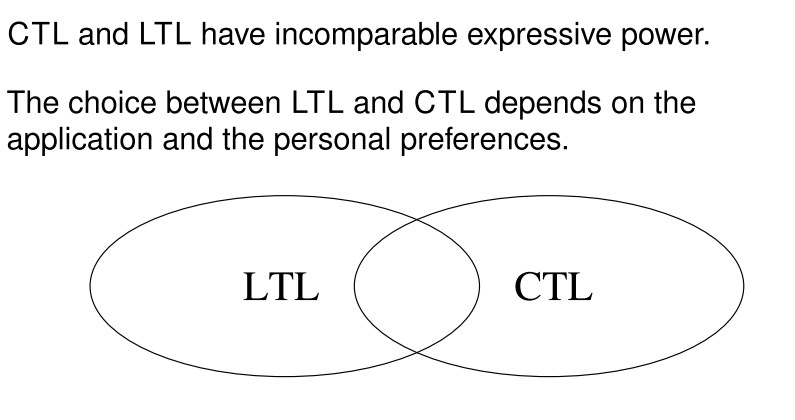 CTL and LTL have incomparable expressive power.
The choice between LTL and CTL depends on the
application and the personal preferences.
LTL
CTL